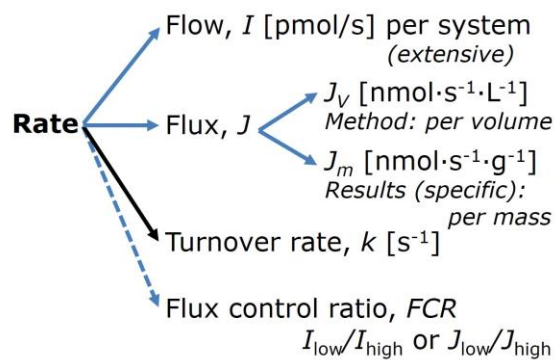 Flow, I [pmol/s] per system
(extensive)
J_V [nmol·s⁻¹·L⁻¹]
Rate
Flux, J
Method: per volume
J_m [nmol·s⁻¹·g⁻¹]
Results (specific):
per mass
Turnover rate, k [s⁻¹]
Flux control ratio, FCR
I_low/I_high or J_low/J_high